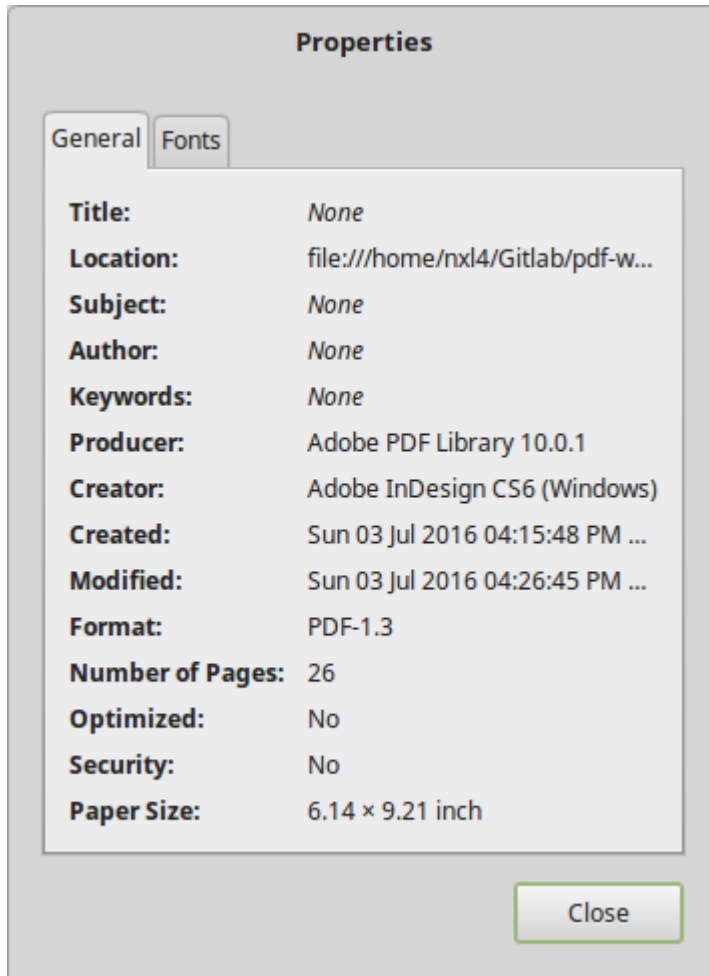 Properties
General Fonts
Title: None
Location: file:///home/nxl4/Gitlab/pdf-w...
Subject: None
Author: None
Keywords: None
Producer: Adobe PDF Library 10.0.1
Creator: Adobe InDesign CS6 (Windows)
Created: Sun 03 Jul 2016 04:15:48 PM ...
Modified: Sun 03 Jul 2016 04:26:45 PM ...
Format: PDF-1.3
Number of Pages: 26
Optimized: No
Security: No
Paper Size: 6.14 × 9.21 inch
Close